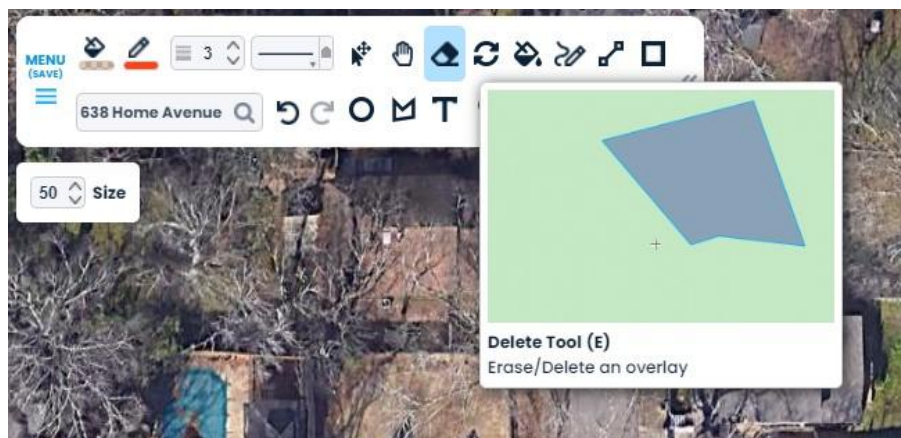 MENU
(SAVE)
3
638 Home Avenue
T
50 Size
Delete Tool (E)
Erase/Delete an overlay